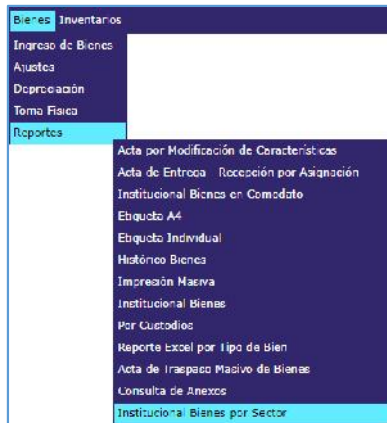 Bienes Inventarios
Ingreso de Bienes
Ajustes
Depreciación
Toma Física
Reportes
Acta por Modificación de Características
Acta de Entrega Recepción por Asignación
Institucional Bienes en Comodato
Etiqueta A4
Etiqueta Individual
Histórico Bienes
Impresión Masiva
Institucional Bienes
Por Custodios
Reporte Excel por Tipo de Bien
Acta de Traspaso Masivo de Bienes
Consulta de Anexos
Institucional Bienes por Sector